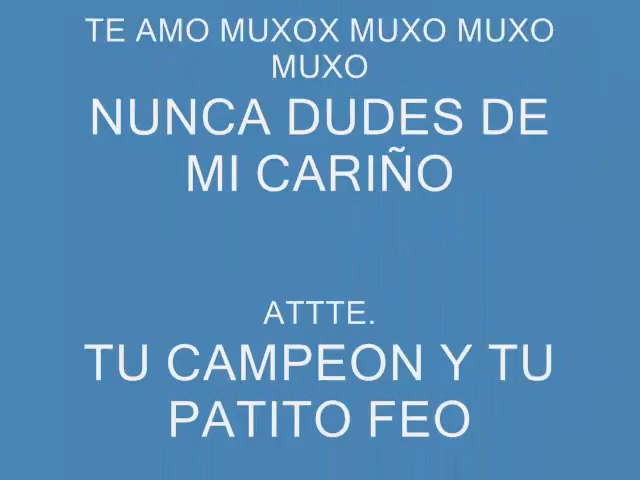 TE AMO MUXOX MUXO MUXO
MUXO
NUNCA DUDES DE
MI CARIÑO
ATTTE.
TU CAMPEON Y TU
PATITO FEO